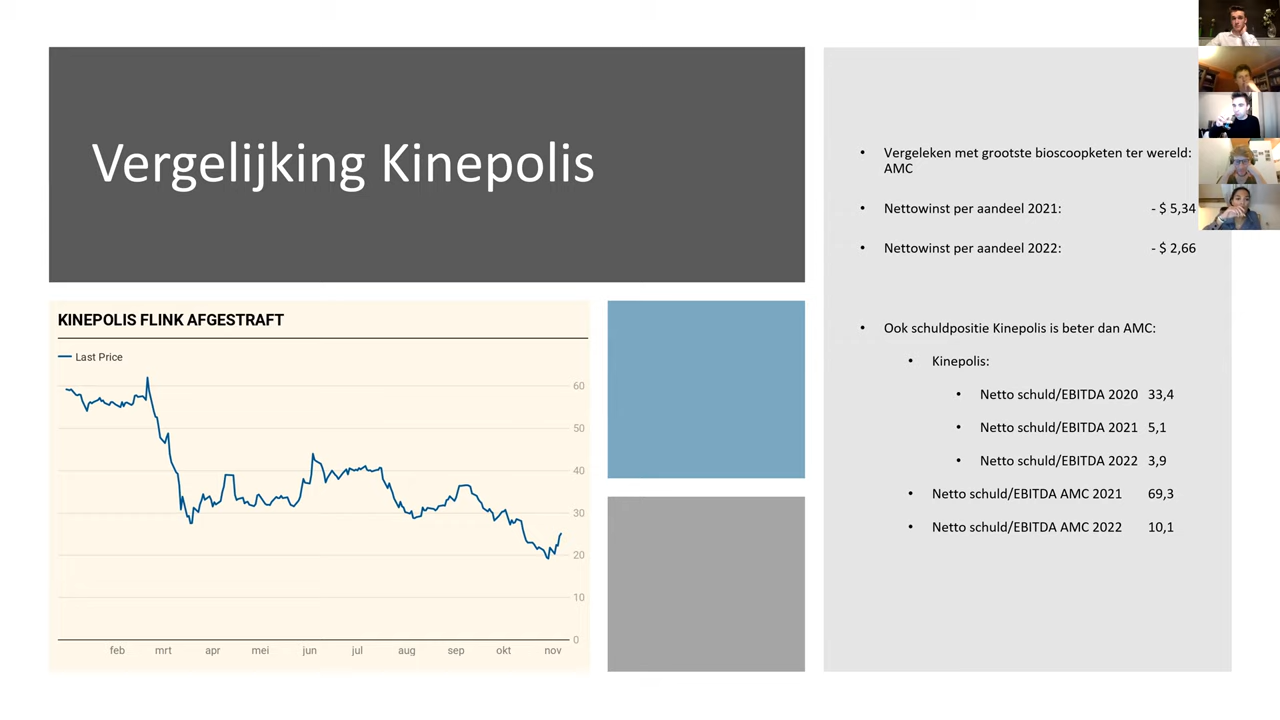 Vergelijking Kinepolis
KINEPOLIS FLINK AFGESTRAFT
Last Price
60
50
40
30
20
10
0
feb mrt apr mei jun jul aug sep okt nov
• Vergeleken met grootste bioscoopketen ter wereld:
AMC
• Nettowinst per aandeel 2021: - $ 5,34
• Nettowinst per aandeel 2022: - $ 2,66
• Ook schuldpositie Kinepolis is beter dan AMC:
• Kinepolis:
• Netto schuld/EBITDA 2020 33,4
• Netto schuld/EBITDA 2021 5,1
• Netto schuld/EBITDA 2022 3,9
• Netto schuld/EBITDA AMC 2021 69,3
• Netto schuld/EBITDA AMC 2022 10,1